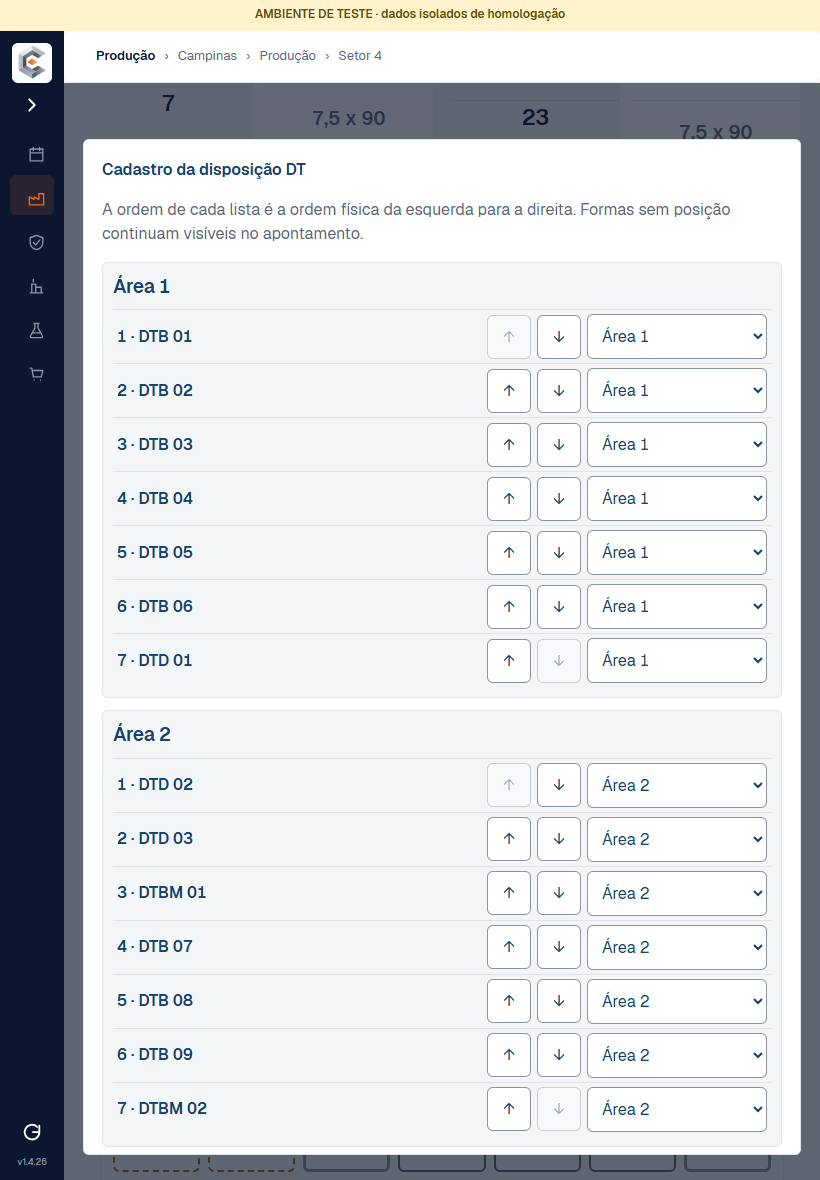 AMBIENTE DE TESTE · dados isolados de homologação
Produção › Campinas › Produção › Setor 4
7
7,5 x 90
23
7,5 x 90
Cadastro da disposição DT
A ordem de cada lista é a ordem física da esquerda para a direita. Formas sem posição
continuam visíveis no apontamento.
Área 1
1 · DTB 01 ↑ ↓ Área 1
2 · DTB 02 ↑ ↓ Área 1
3 · DTB 03 ↑ ↓ Área 1
4 · DTB 04 ↑ ↓ Área 1
5 · DTB 05 ↑ ↓ Área 1
6 · DTB 06 ↑ ↓ Área 1
7 · DTD 01 ↑ ↓ Área 1
Área 2
1 · DTD 02 ↑ ↓ Área 2
2 · DTD 03 ↑ ↓ Área 2
3 · DTBM 01 ↑ ↓ Área 2
4 · DTB 07 ↑ ↓ Área 2
5 · DTB 08 ↑ ↓ Área 2
6 · DTB 09 ↑ ↓ Área 2
7 · DTBM 02 ↑ ↓ Área 2
v1.4.26